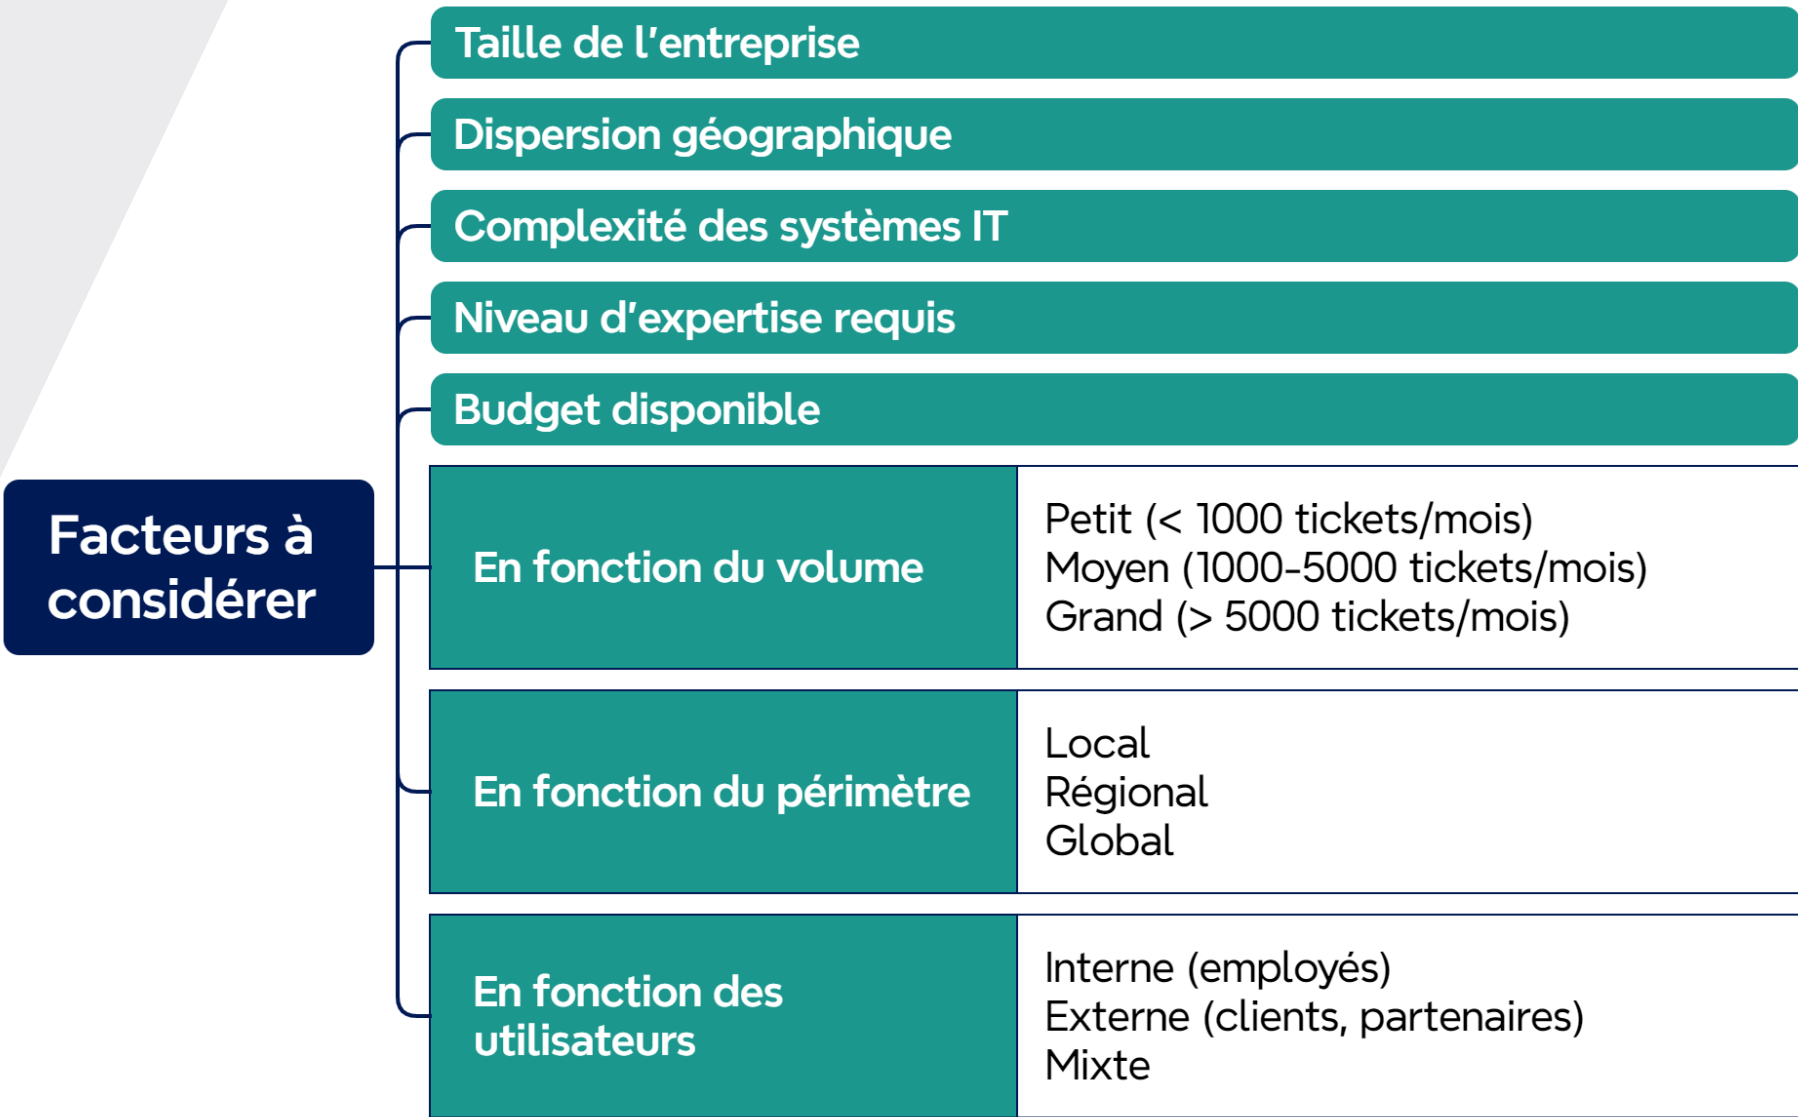 Taille de l'entreprise
Dispersion géographique
Complexité des systèmes IT
Niveau d'expertise requis
Budget disponible
Facteurs à
considérer
En fonction du volume
Petit (< 1000 tickets/mois)
Moyen (1000-5000 tickets/mois)
Grand (> 5000 tickets/mois)
En fonction du périmètre
Local
Régional
Global
En fonction des
utilisateurs
Interne (employés)
Externe (clients, partenaires)
Mixte